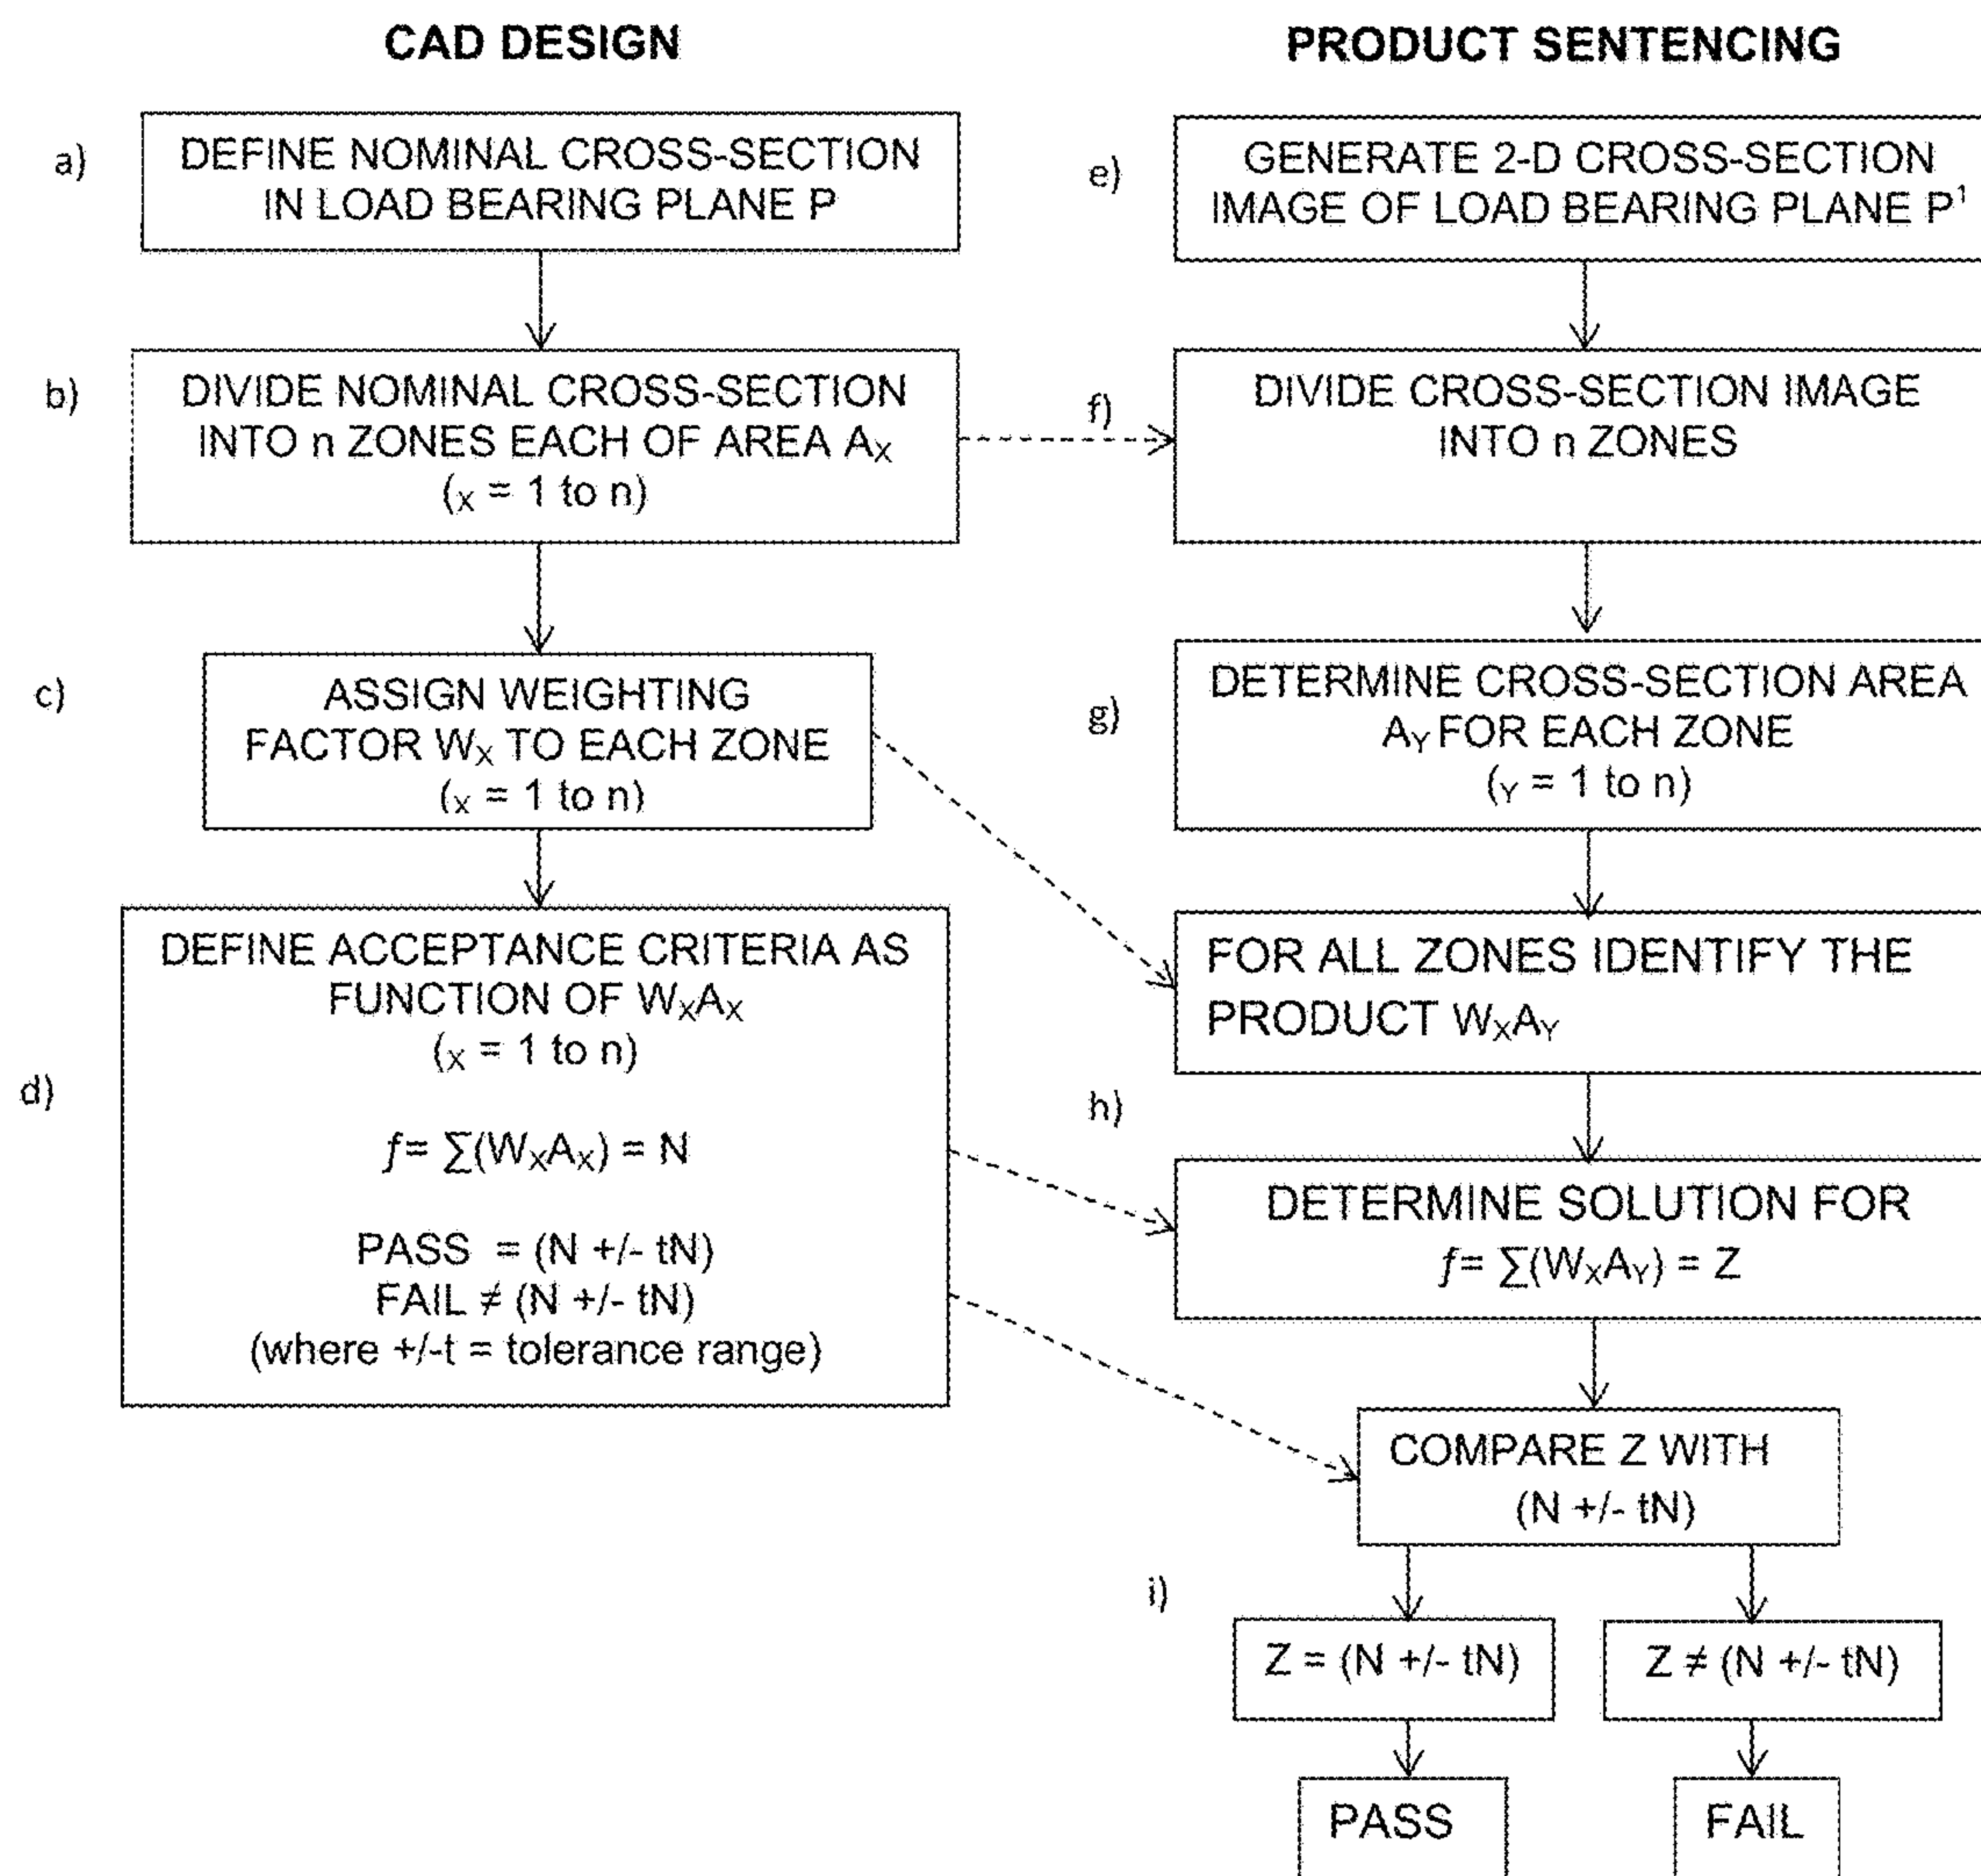 CAD DESIGN
a)
DEFINE NOMINAL CROSS-SECTION
IN LOAD BEARING PLANE P
b)
DIVIDE NOMINAL CROSS-SECTION
INTO n ZONES EACH OF AREA Aₓ
(ₓ = 1 to n)
c)
ASSIGN WEIGHTING
FACTOR Wₓ TO EACH ZONE
(ₓ = 1 to n)
d)
DEFINE ACCEPTANCE CRITERIA AS
FUNCTION OF WₓAₓ
(ₓ = 1 to n)
f= ∑(WₓAₓ) = N
PASS = (N +/- tN)
FAIL ≠ (N +/- tN)
(where +/-t = tolerance range)
PRODUCT SENTENCING
e)
GENERATE 2-D CROSS-SECTION
IMAGE OF LOAD BEARING PLANE P¹
f)
DIVIDE CROSS-SECTION IMAGE
INTO n ZONES
g)
DETERMINE CROSS-SECTION AREA
A_Y FOR EACH ZONE
(_Y = 1 to n)
FOR ALL ZONES IDENTIFY THE
PRODUCT WₓA_Y
h)
DETERMINE SOLUTION FOR
f= ∑(WₓA_Y) = Z
COMPARE Z WITH
(N +/- tN)
i)
Z = (N +/- tN)
Z ≠ (N +/- tN)
PASS
FAIL